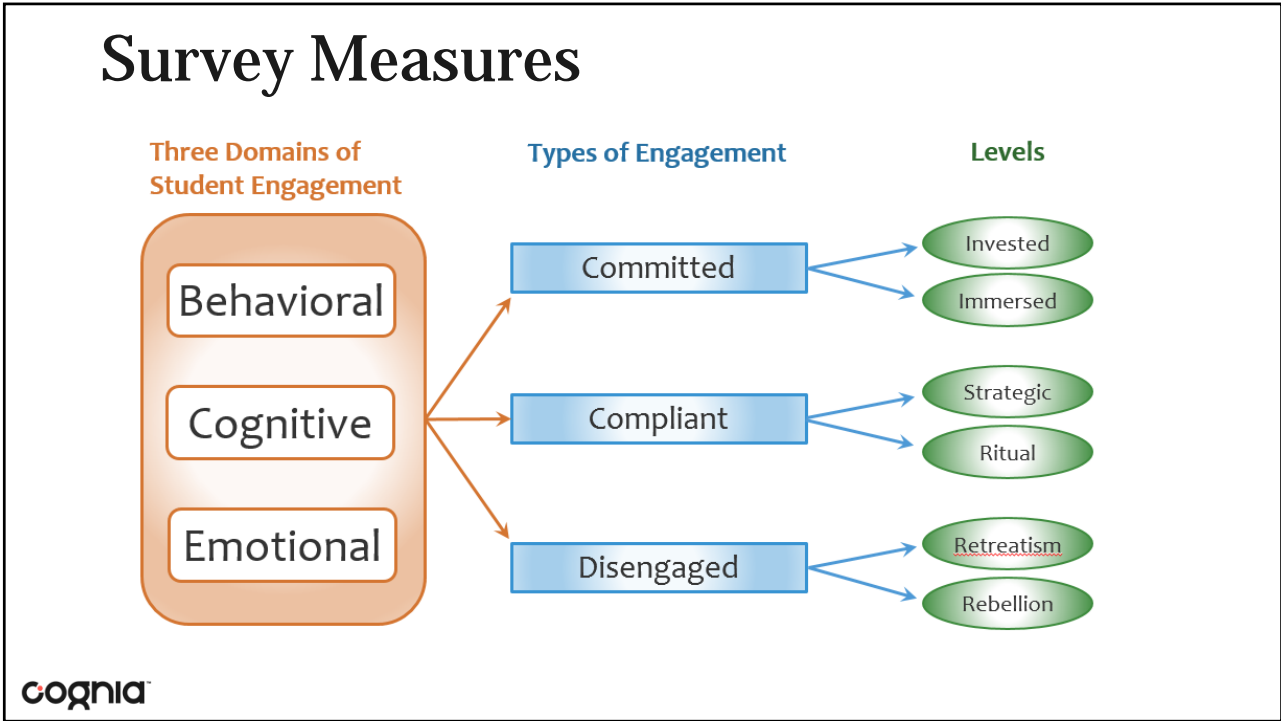 Survey Measures
Three Domains of
Student Engagement
Behavioral
Cognitive
Emotional
Types of Engagement
Committed
Compliant
Disengaged
Levels
Invested
Immersed
Strategic
Ritual
Retreatism
Rebellion
cognia™